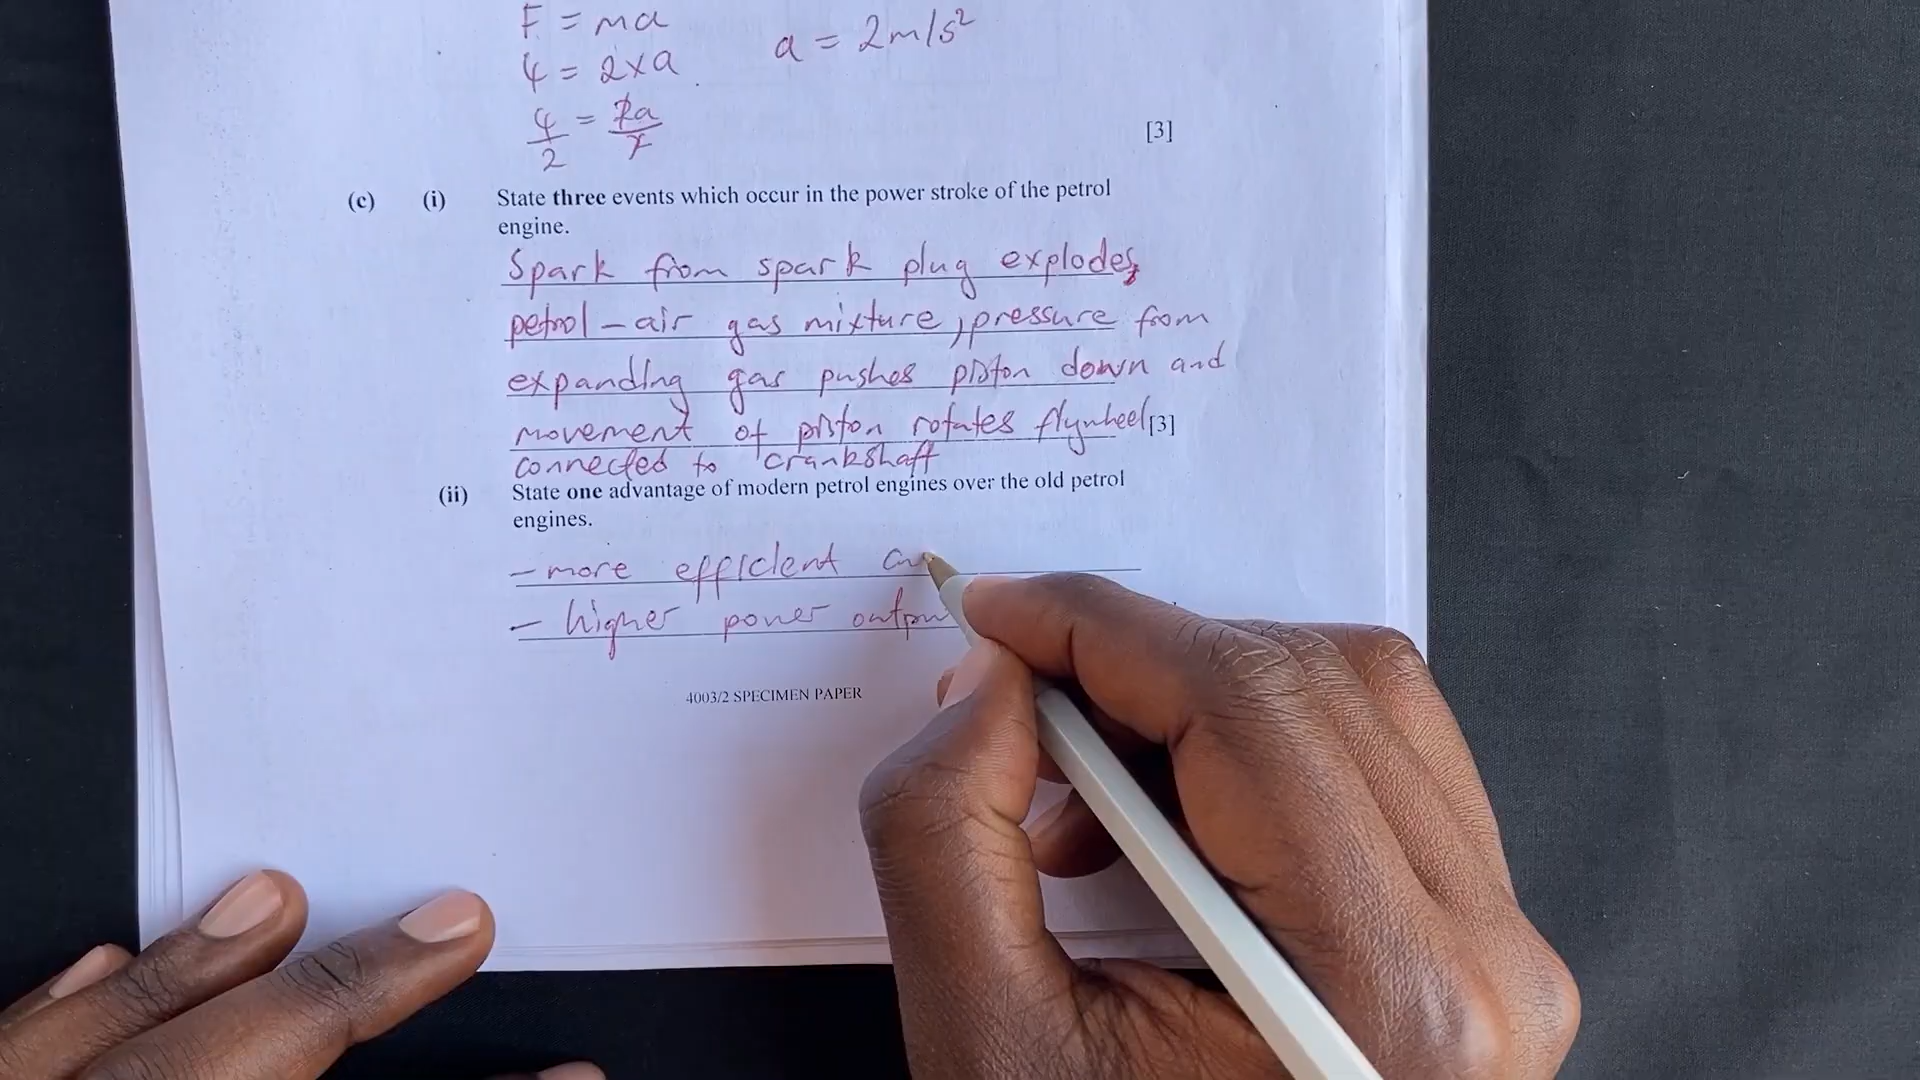 F = ma
a = 2m/s²
4 = 2×a
4/2 = 2a/2
[3]
(c) (i) State three events which occur in the power stroke of the petrol
engine.
Spark from spark plug explodes,
petrol-air gas mixture, pressure from
expanding gas pushes piston down and
movement of piston rotates flywheel [3]
connected to crankshaft
(ii) State one advantage of modern petrol engines over the old petrol
engines.
- more efficient
- higher power
4003/2 SPECIMEN PAPER